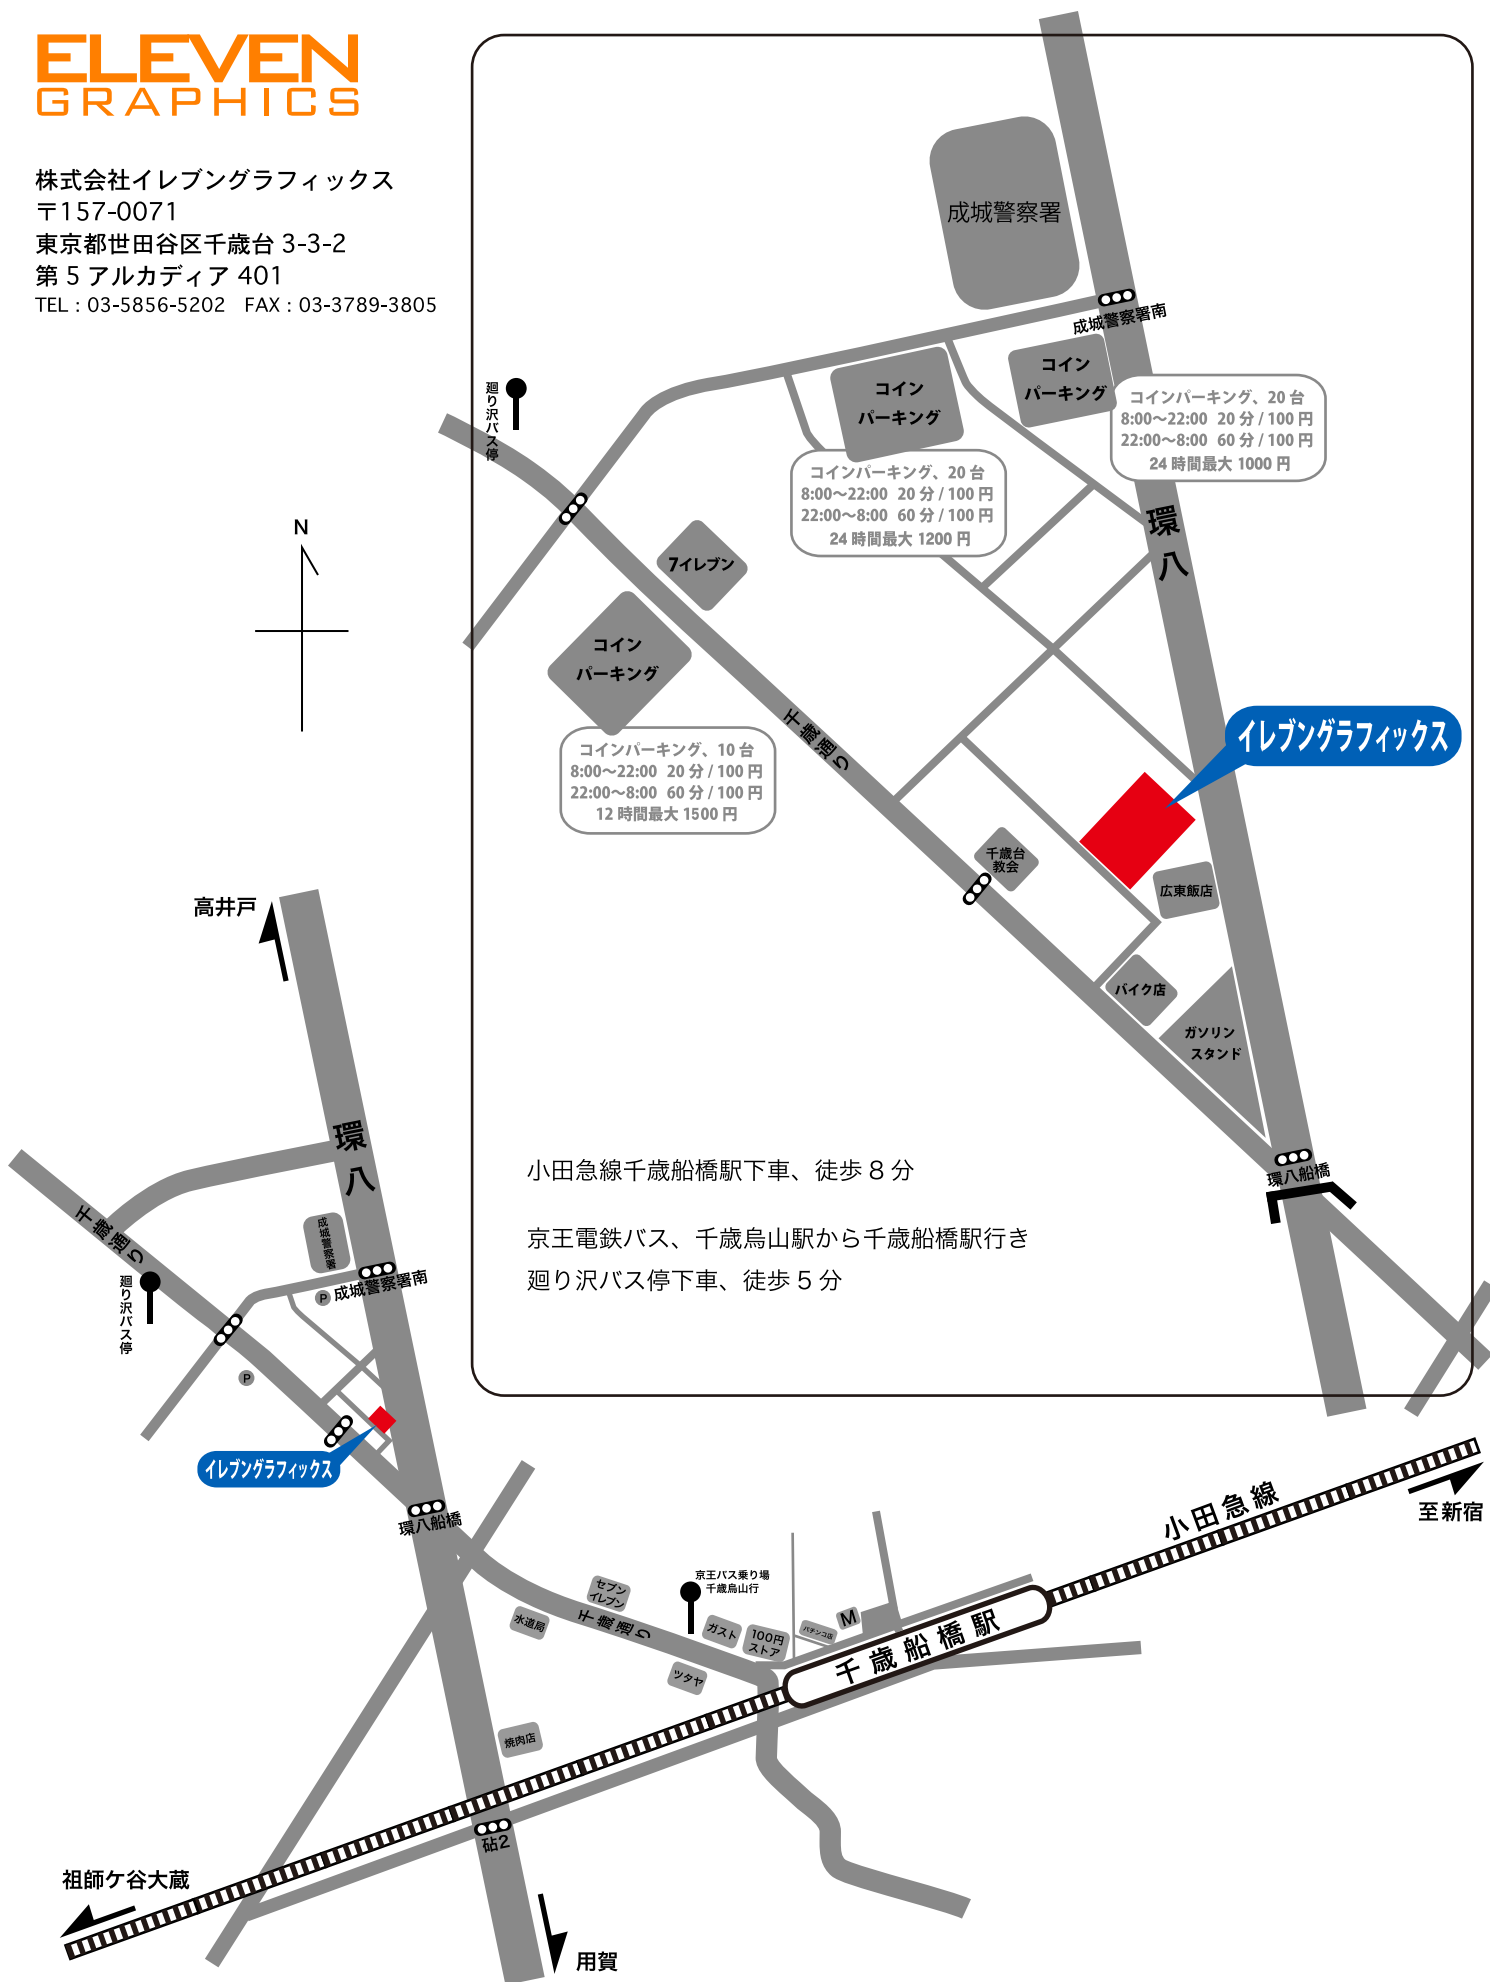 ELEVEN
GRAPHICS
株式会社イレブングラフィックス
〒157-0071
東京都世田谷区千歳台 3-3-2
第 5 アルカディア 401
TEL : 03-5856-5202 FAX : 03-3789-3805
成城警察署
成城警察署南
コイン
パーキング
コイン
パーキング
コインパーキング、20 台
8:00〜22:00 20 分 / 100 円
22:00〜8:00 60 分 / 100 円
24 時間最大 1000 円
コインパーキング、20 台
8:00〜22:00 20 分 / 100 円
22:00〜8:00 60 分 / 100 円
24 時間最大 1200 円
廻り沢バス停
N
7イレブン
コイン
パーキング
コインパーキング、10 台
8:00〜22:00 20 分 / 100 円
22:00〜8:00 60 分 / 100 円
12 時間最大 1500 円
環八
千歳通り
イレブングラフィックス
千歳台
教会
広東飯店
バイク店
ガソリン
スタンド
環八船橋
小田急線千歳船橋駅下車、徒歩 8 分
京王電鉄バス、千歳烏山駅から千歳船橋駅行き
廻り沢バス停下車、徒歩 5 分
高井戸
環八
千歳通り
成城警察署
成城警察署南
廻り沢バス停
P
P
イレブングラフィックス
環八船橋
小田急線
至新宿
京王バス乗り場
千歳烏山行
セブン
イレブン
水道局
千歳通り
ガスト
100円
ストア
パチンコ店
M
ツタヤ
千歳船橋駅
焼肉店
砧2
祖師ケ谷大蔵
用賀